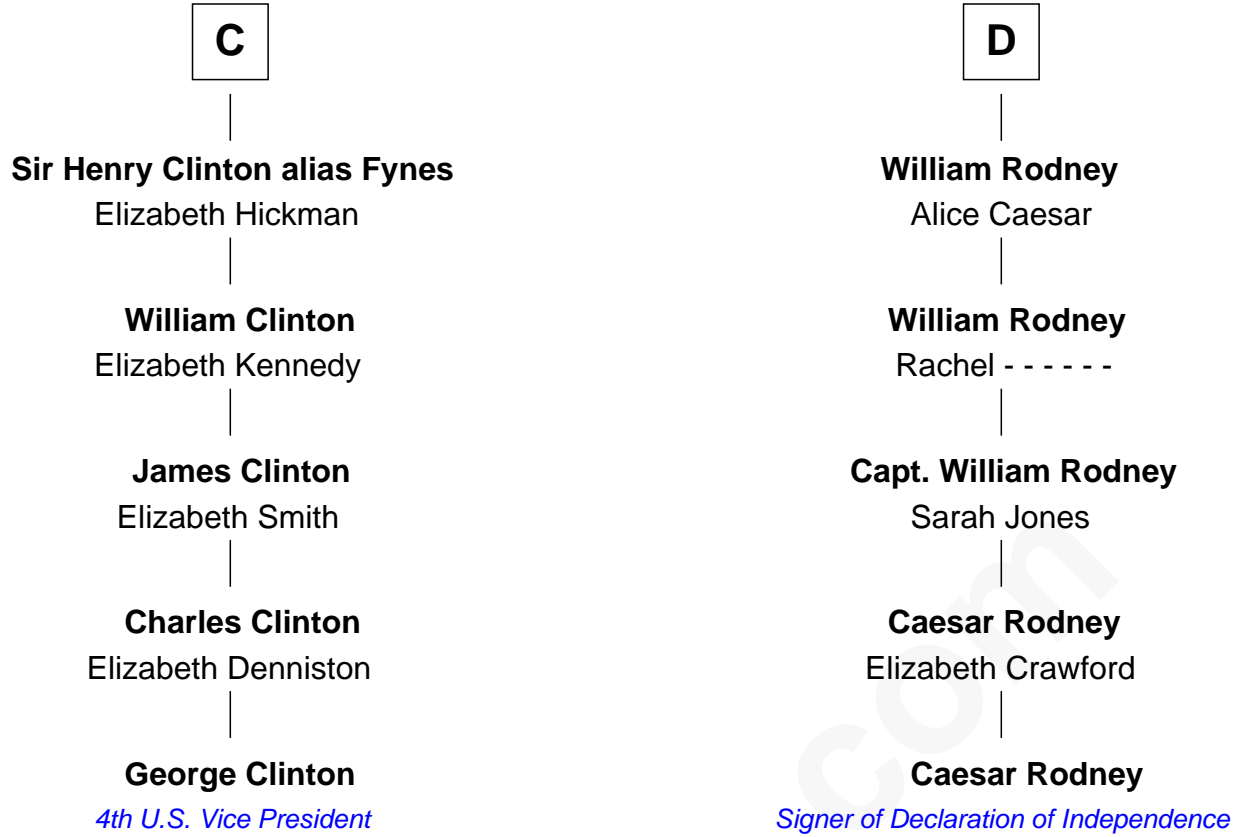 C
Sir Henry Clinton alias Fynes
Elizabeth Hickman
William Clinton
Elizabeth Kennedy
James Clinton
Elizabeth Smith
Charles Clinton
Elizabeth Denniston
George Clinton
4th U.S. Vice President
D
William Rodney
Alice Caesar
William Rodney
Rachel - - - - - -
Capt. William Rodney
Sarah Jones
Caesar Rodney
Elizabeth Crawford
Caesar Rodney
Signer of Declaration of Independence
com